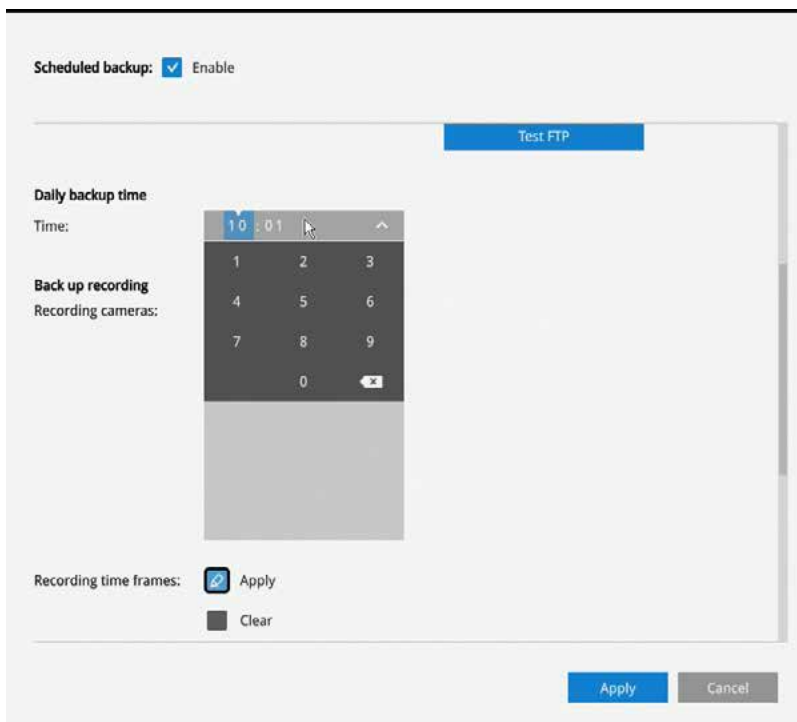 Scheduled backup: Enable
Test FTP
Daily backup time
Time: 10:01
1 2 3
Back up recording
Recording cameras: 4 5 6
7 8 9
0
Recording time frames: Apply
Clear
Apply Cancel